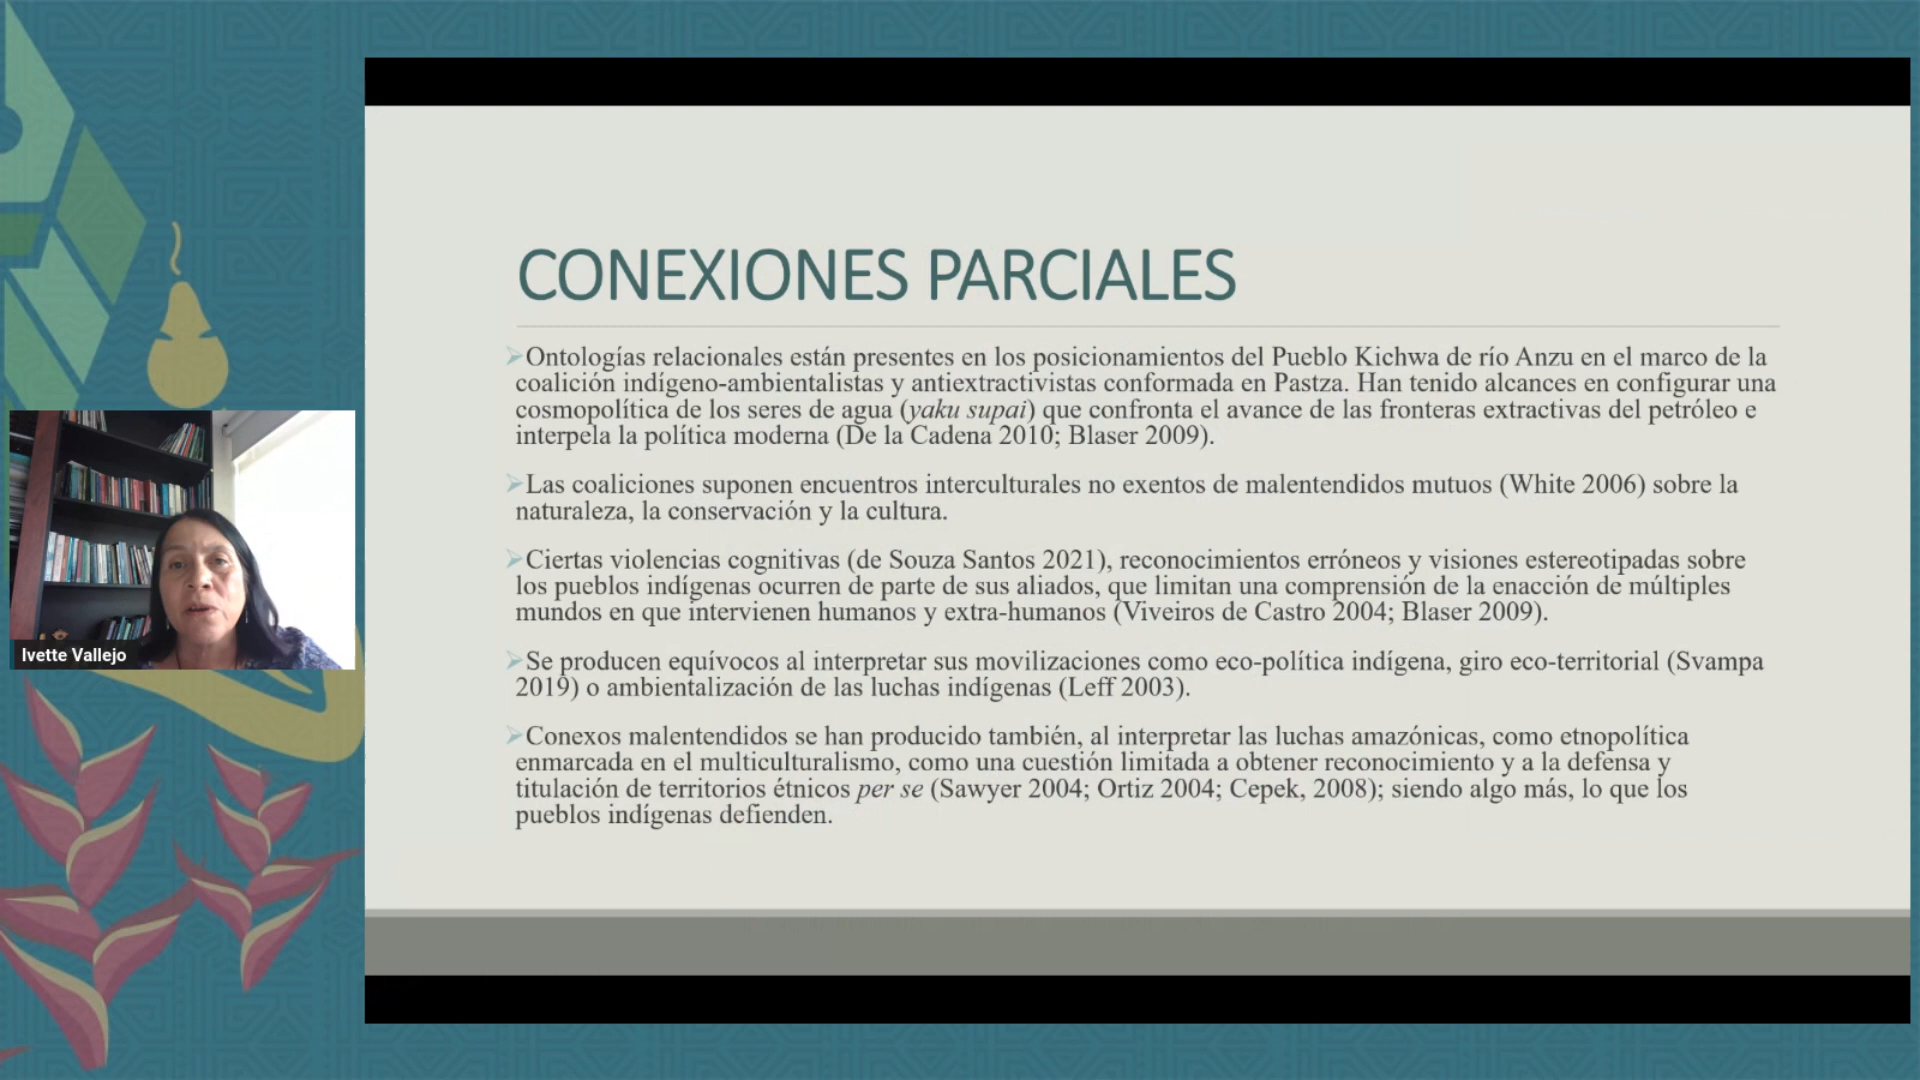 CONEXIONES PARCIALES
Ontologías relacionales están presentes en los posicionamientos del Pueblo Kichwa de río Anzu en el marco de la
coalición indígeno-ambientalistas y antiextractivistas conformada en Pastza. Han tenido alcances en configurar una
cosmopolítica de los seres de agua (yaku supai) que confronta el avance de las fronteras extractivas del petróleo e
interpela la política moderna (De la Cadena 2010; Blaser 2009).
Las coaliciones suponen encuentros interculturales no exentos de malentendidos mutuos (White 2006) sobre la
naturaleza, la conservación y la cultura.
Ciertas violencias cognitivas (de Souza Santos 2021), reconocimientos erróneos y visiones estereotipadas sobre
los pueblos indígenas ocurren de parte de sus aliados, que limitan una comprensión de la enacción de múltiples
mundos en que intervienen humanos y extra-humanos (Viveiros de Castro 2004; Blaser 2009).
Se producen equívocos al interpretar sus movilizaciones como eco-política indígena, giro eco-territorial (Svampa
2019) o ambientalización de las luchas indígenas (Leff 2003).
Conexos malentendidos se han producido también, al interpretar las luchas amazónicas, como etnopolítica
enmarcada en el multiculturalismo, como una cuestión limitada a obtener reconocimiento y a la defensa y
titulación de territorios étnicos per se (Sawyer 2004; Ortiz 2004; Cepek, 2008); siendo algo más, lo que los
pueblos indígenas defienden.
Ivette Vallejo